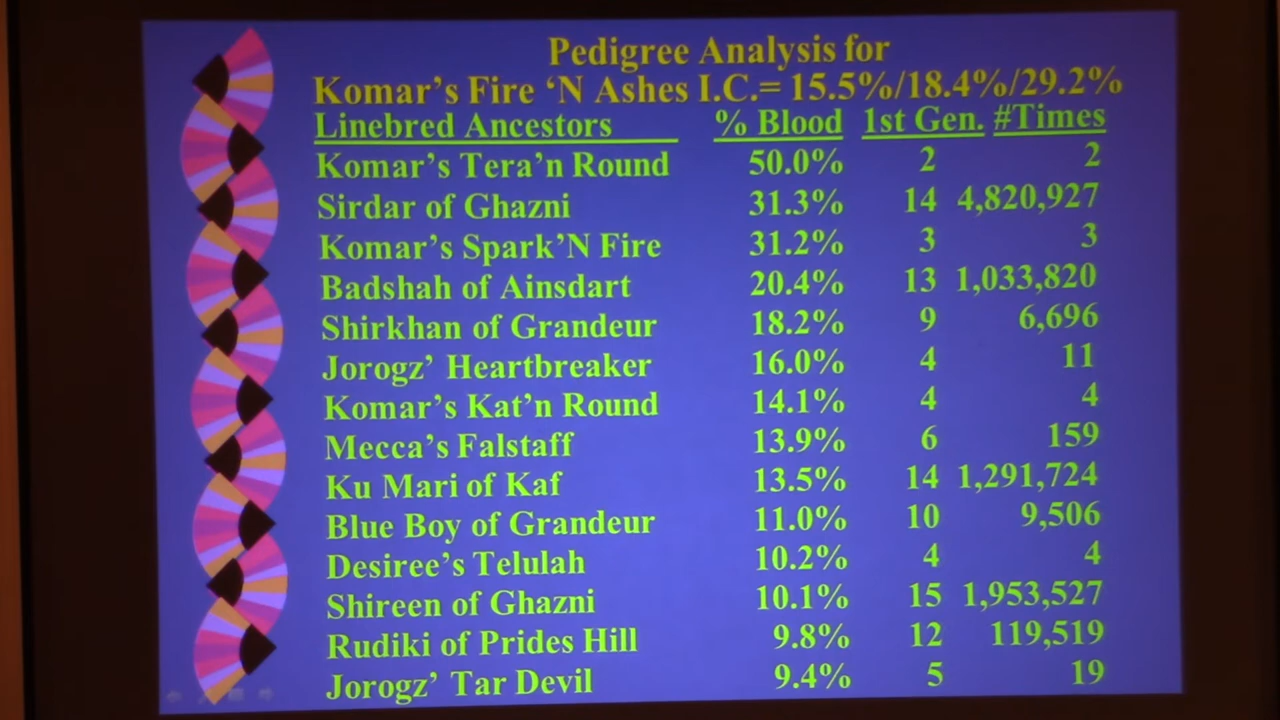 Pedigree Analysis for
Komar's Fire 'N Ashes I.C.= 15.5%/18.4%/29.2%
Linebred Ancestors % Blood 1st Gen. #Times
Komar's Tera'n Round 50.0% 2 2
Sirdar of Ghazni 31.3% 14 4,820,927
Komar's Spark'N Fire 31.2% 3 3
Badshah of Ainsdart 20.4% 13 1,033,820
Shirkhan of Grandeur 18.2% 9 6,696
Jorogz' Heartbreaker 16.0% 4 11
Komar's Kat'n Round 14.1% 4 4
Mecca's Falstaff 13.9% 6 159
Ku Mari of Kaf 13.5% 14 1,291,724
Blue Boy of Grandeur 11.0% 10 9,506
Desiree's Telulah 10.2% 4 4
Shireen of Ghazni 10.1% 15 1,953,527
Rudiki of Prides Hill 9.8% 12 119,519
Jorogz' Tar Devil 9.4% 5 19